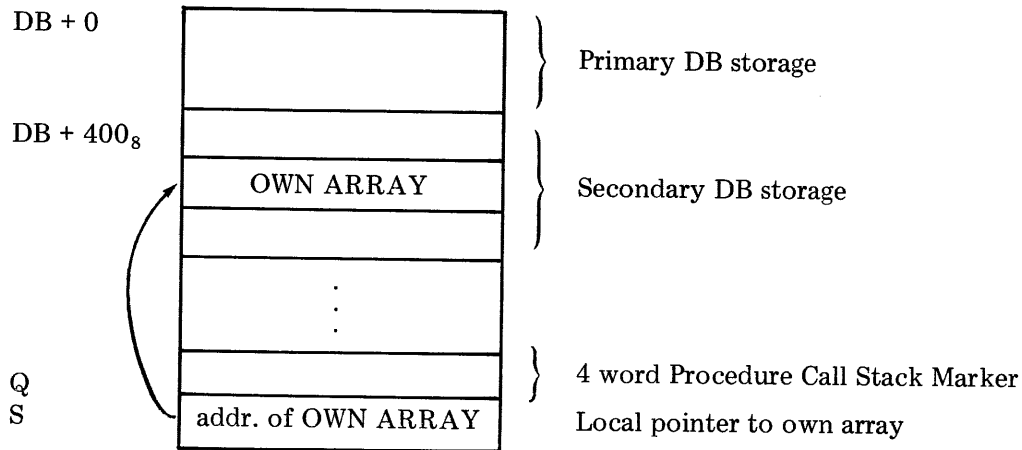 DB + 0
Primary DB storage
DB + 400₈
OWN ARRAY
Secondary DB storage
.
.
.
Q
4 word Procedure Call Stack Marker
S
addr. of OWN ARRAY
Local pointer to own array